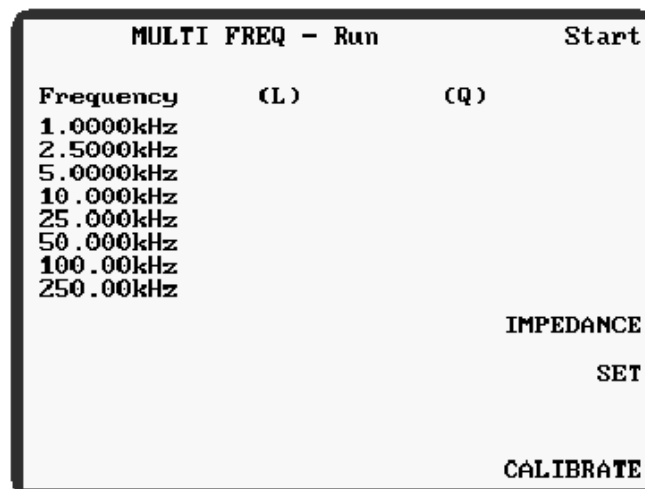 MULTI FREQ - Run Start
Frequency (L) (Q)
1.0000kHz
2.5000kHz
5.0000kHz
10.000kHz
25.000kHz
50.000kHz
100.00kHz
250.00kHz
IMPEDANCE
SET
CALIBRATE